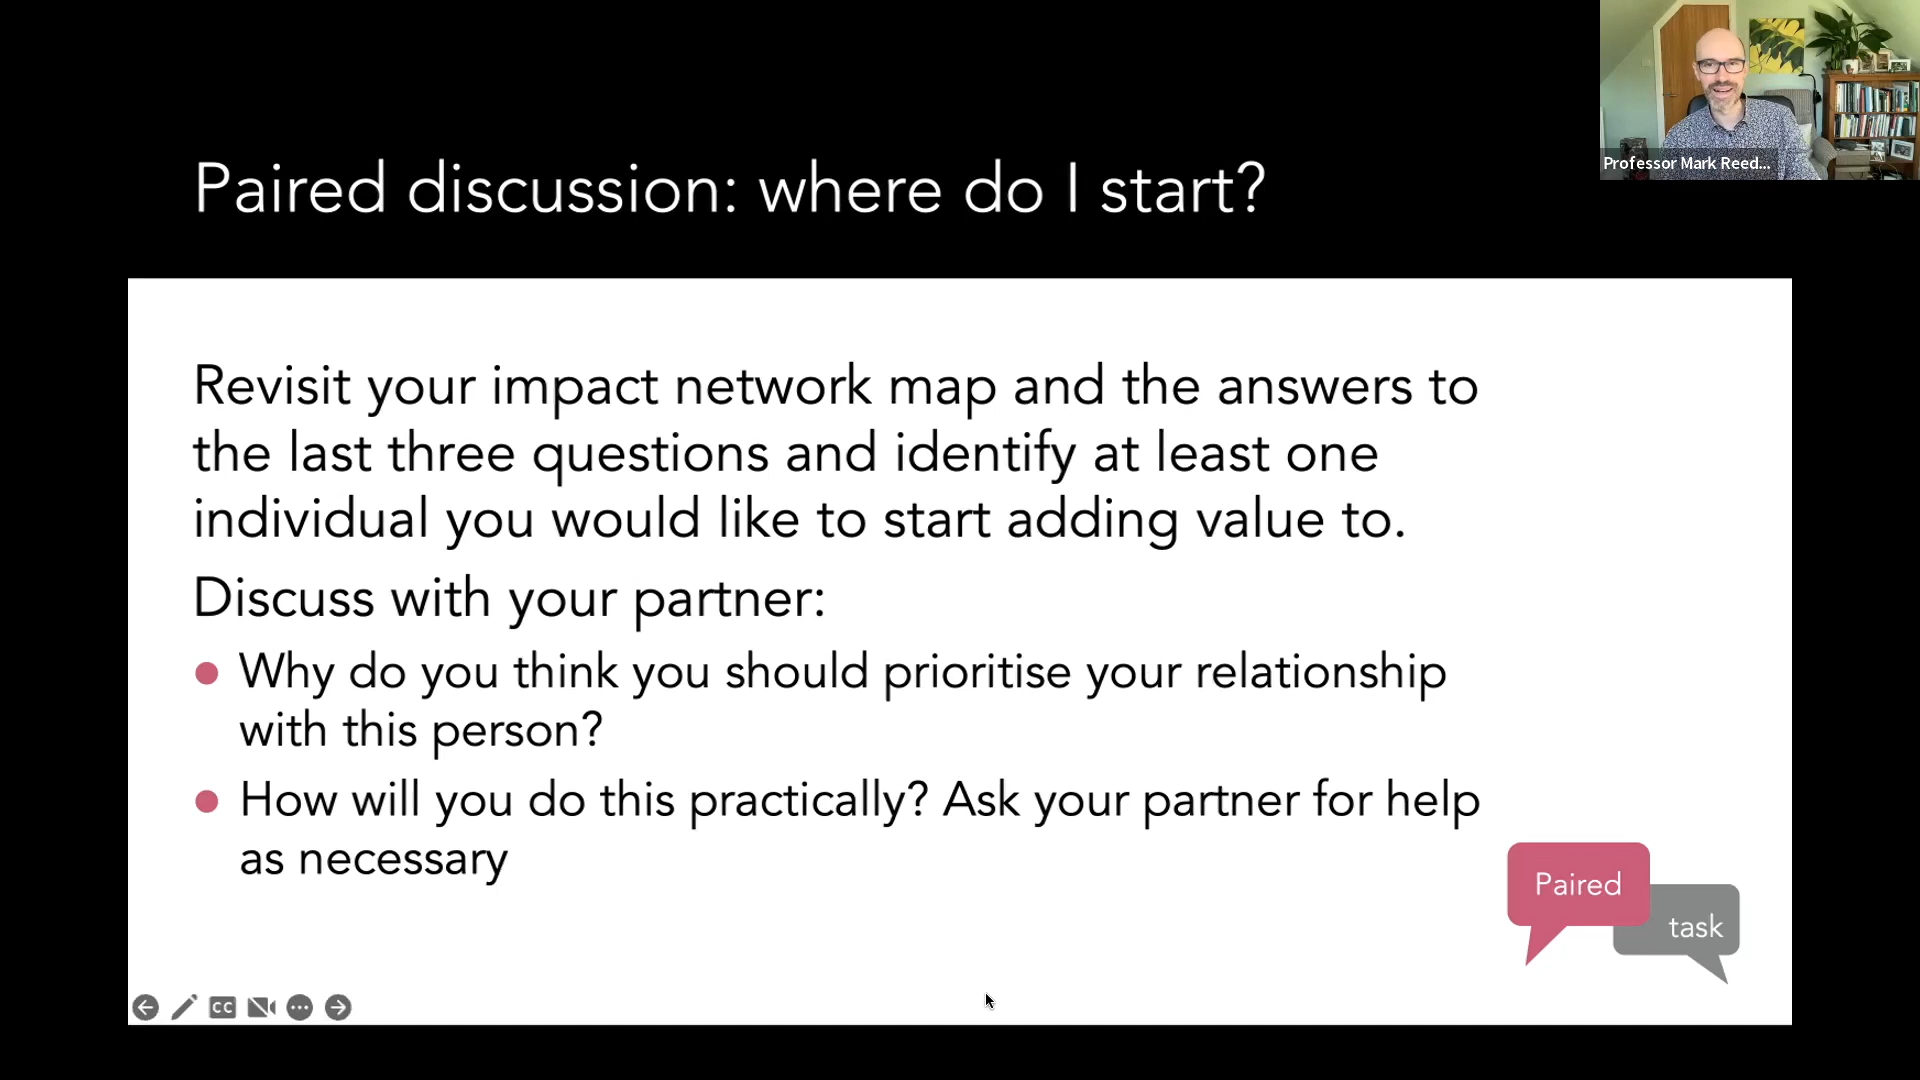 Professor Mark Reed...
Paired discussion: where do I start?
Revisit your impact network map and the answers to
the last three questions and identify at least one
individual you would like to start adding value to.
Discuss with your partner:
● Why do you think you should prioritise your relationship
with this person?
● How will you do this practically? Ask your partner for help
as necessary
Paired
task
CC